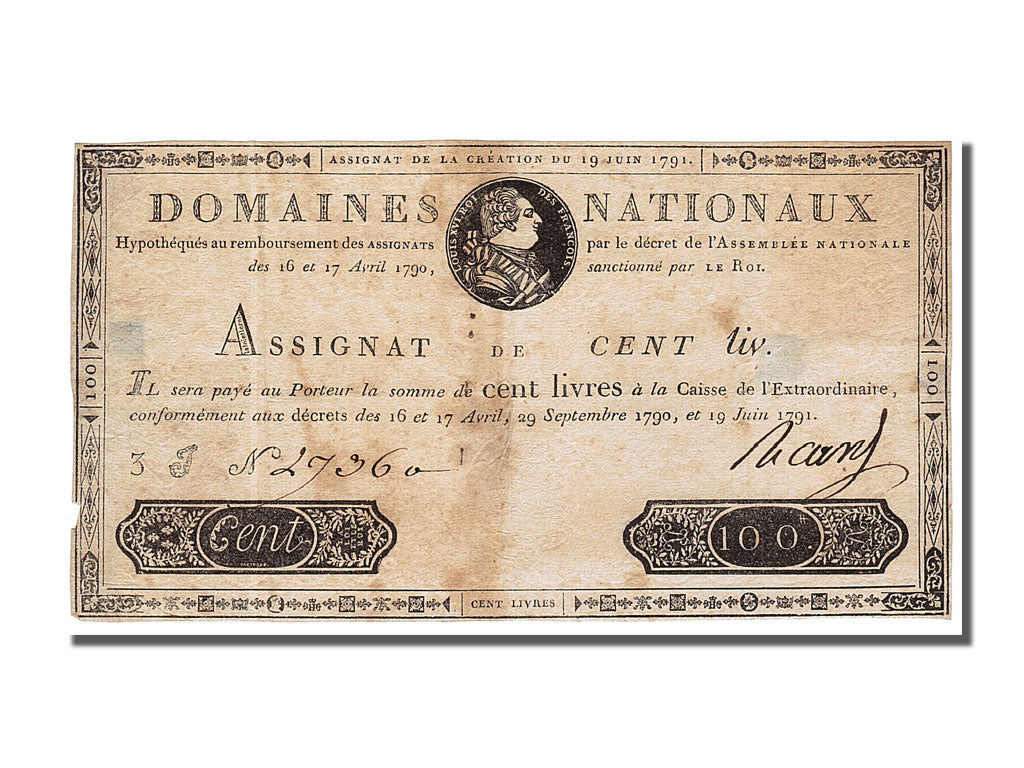 ASSIGNAT DE LA CRÉATION DU 19 JUIN 1791.
DOMAINES NATIONAUX
LOUIS XVI ROI DES FRANÇOIS.
Hypothéqués au remboursement des ASSIGNATS par le décret de l'ASSEMBLÉE NATIONALE
des 16 et 17 Avril 1790, sanctionné par LE ROI.
ASSIGNAT DE CENT liv.
IL sera payé au Porteur la somme de cent livres à la Caisse de l'Extraordinaire,
conformément aux décrets des 16 et 17 Avril, 29 Septembre 1790, et 19 Juin 1791.
100
100
3 J N 27360
Cent
100.#
CENT LIVRES